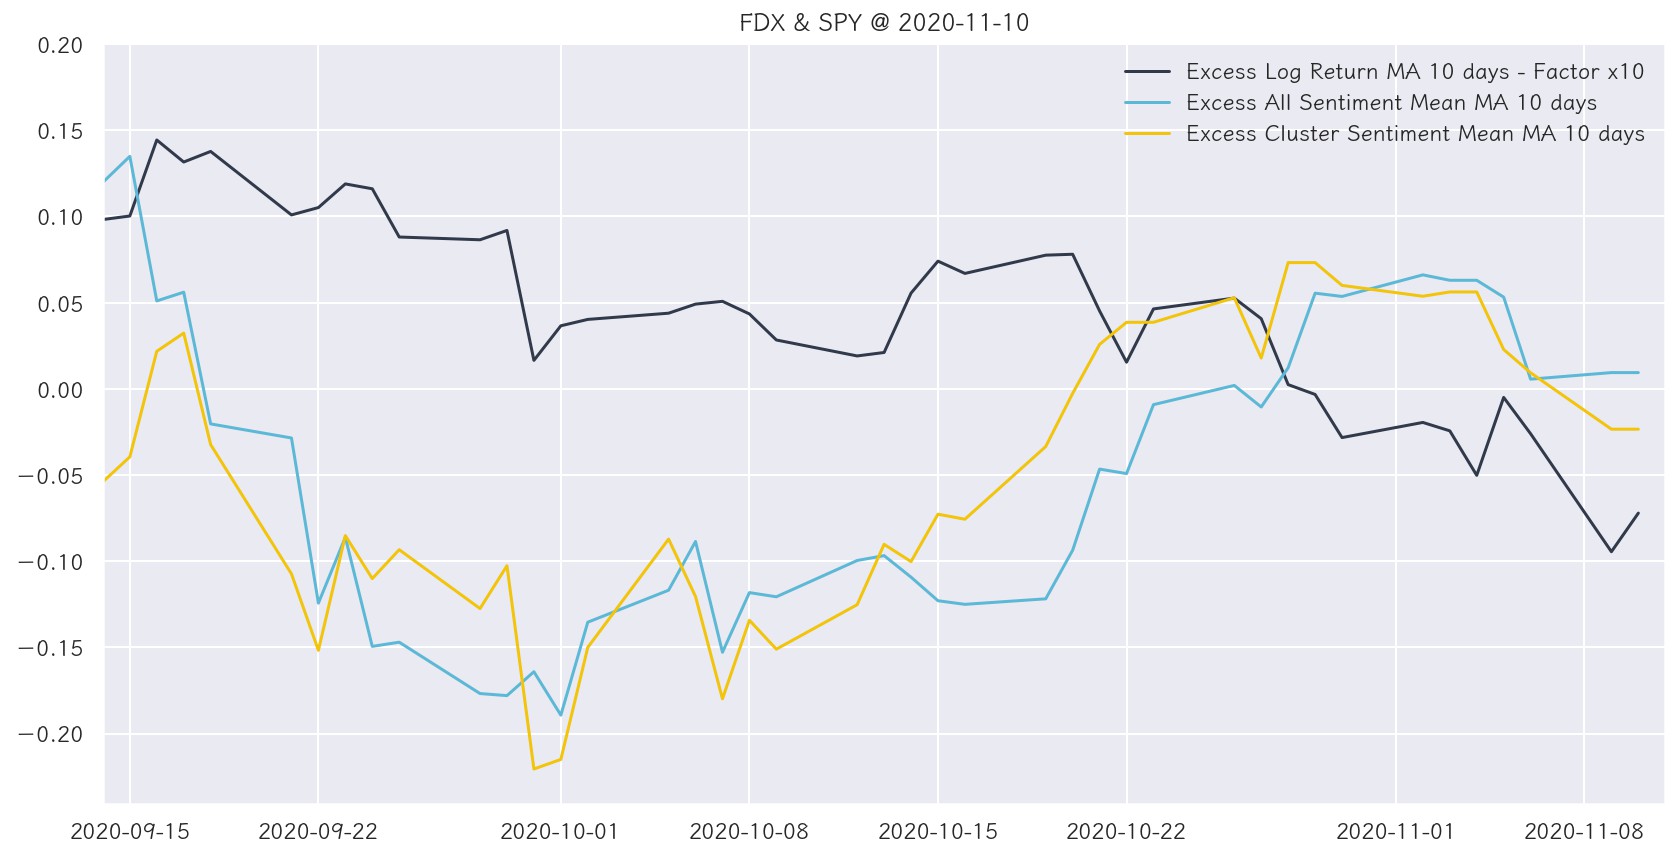 FDX & SPY @ 2020-11-10
Excess Log Return MA 10 days - Factor x10
Excess All Sentiment Mean MA 10 days
Excess Cluster Sentiment Mean MA 10 days
0.20
0.15
0.10
0.05
0.00
−0.05
−0.10
−0.15
−0.20
2020-09-15 2020-09-22 2020-10-01 2020-10-08 2020-10-15 2020-10-22 2020-11-01 2020-11-08